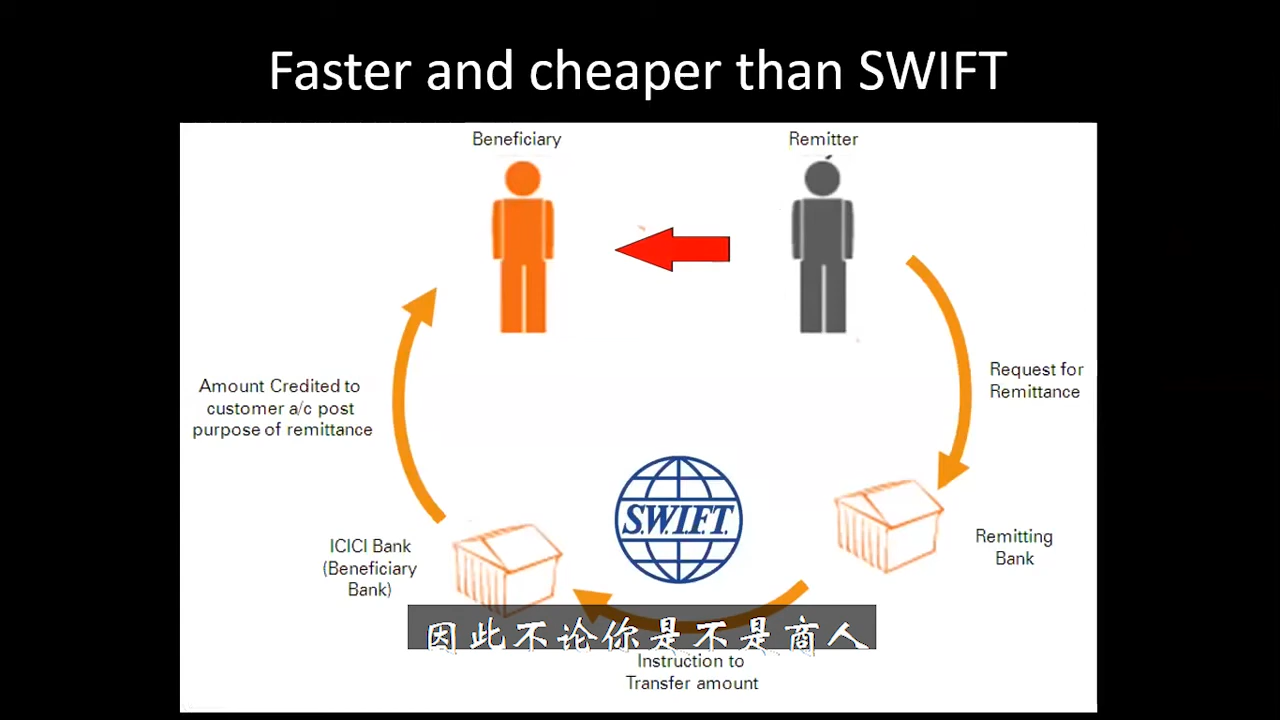 Faster and cheaper than SWIFT
Beneficiary
Remitter
Request for
Remittance
Amount Credited to
customer a/c post
purpose of remittance
S.W.I.F.T.
Remitting
Bank
ICICI Bank
(Beneficiary
Bank)
因此不论你是不是商人
Instruction to
Transfer amount